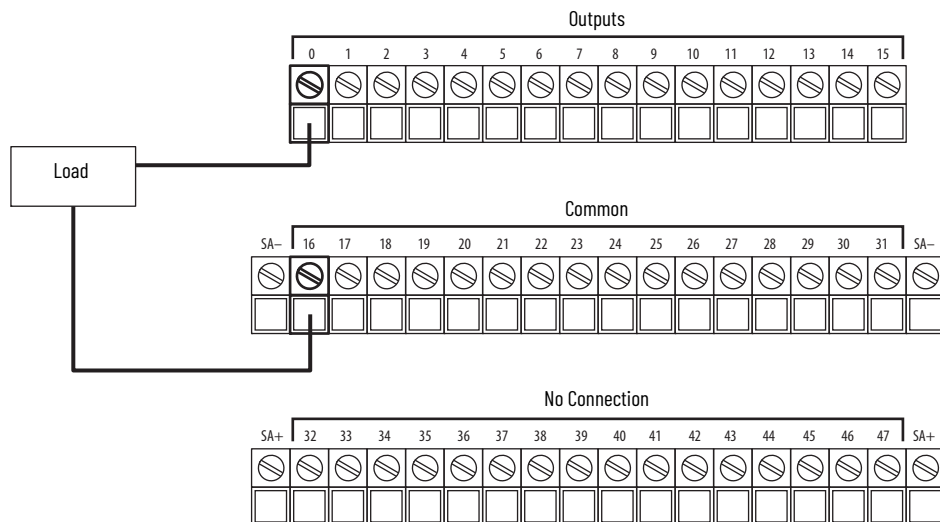 Outputs
0 1 2 3 4 5 6 7 8 9 10 11 12 13 14 15
Load
Common
SA– 16 17 18 19 20 21 22 23 24 25 26 27 28 29 30 31 SA–
No Connection
SA+ 32 33 34 35 36 37 38 39 40 41 42 43 44 45 46 47 SA+